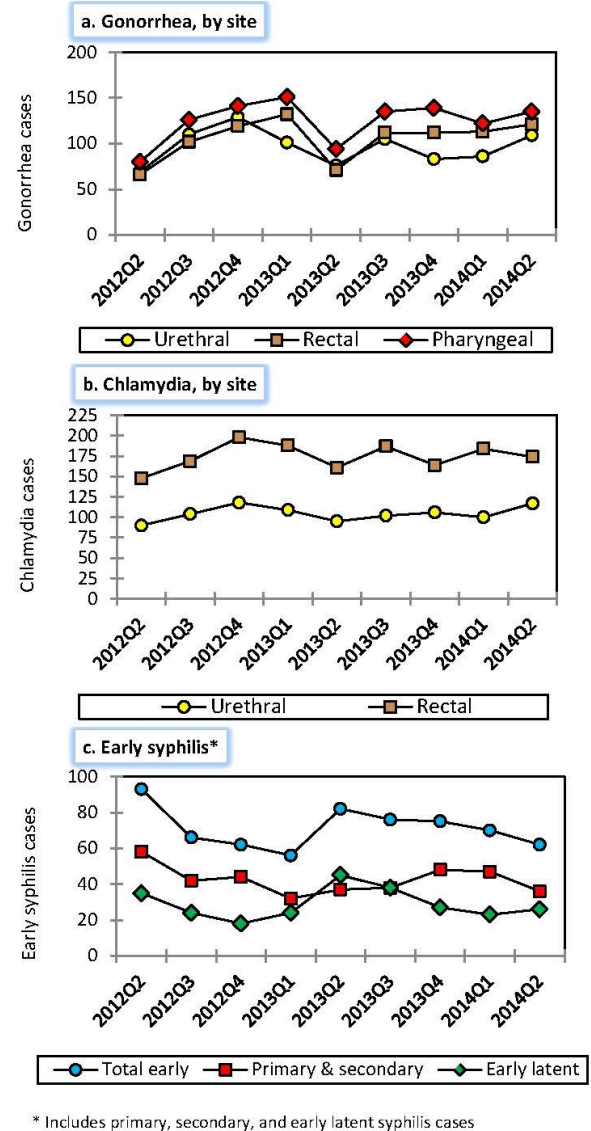 a. Gonorrhea, by site
Gonorrhea cases
200
150
100
50
0
2012Q2 2012Q3 2012Q4 2013Q1 2013Q2 2013Q3 2013Q4 2014Q1 2014Q2
Urethral Rectal Pharyngeal
b. Chlamydia, by site
Chlamydia cases
225
200
175
150
125
100
75
50
25
0
2012Q2 2012Q3 2012Q4 2013Q1 2013Q2 2013Q3 2013Q4 2014Q1 2014Q2
Urethral Rectal
c. Early syphilis*
Early syphilis cases
100
80
60
40
20
0
2012Q2 2012Q3 2012Q4 2013Q1 2013Q2 2013Q3 2013Q4 2014Q1 2014Q2
Total early Primary & secondary Early latent
* Includes primary, secondary, and early latent syphilis cases